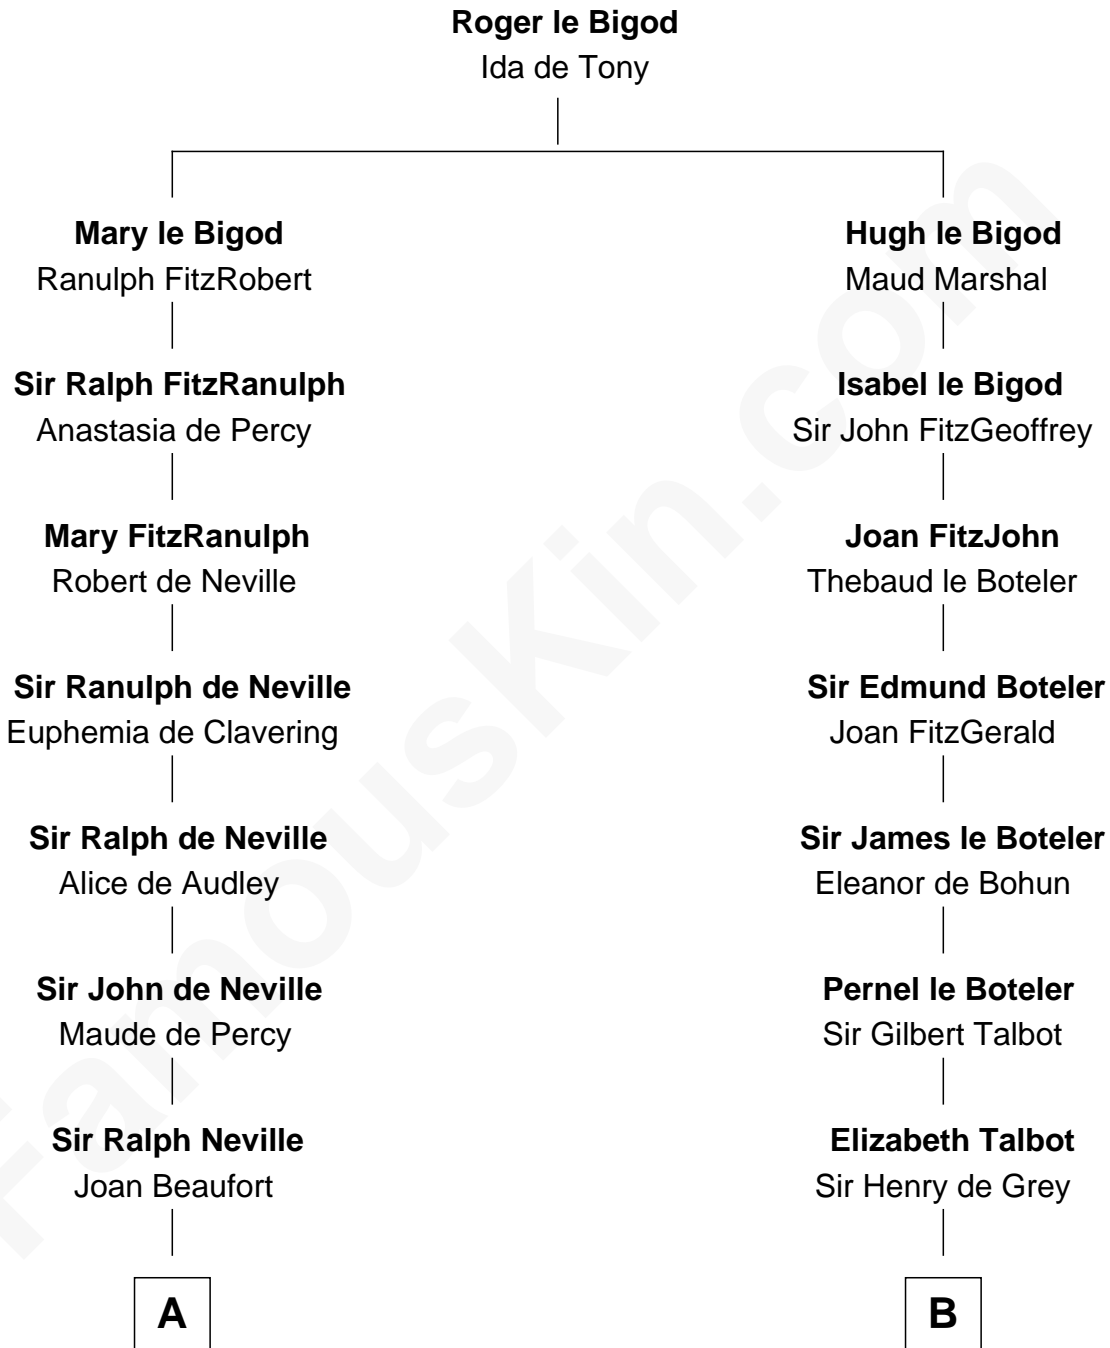 Roger le Bigod
Ida de Tony
Mary le Bigod
Ranulph FitzRobert
Hugh le Bigod
Maud Marshal
Sir Ralph FitzRanulph
Anastasia de Percy
Isabel le Bigod
Sir John FitzGeoffrey
Mary FitzRanulph
Robert de Neville
Joan FitzJohn
Thebaud le Boteler
Sir Ranulph de Neville
Euphemia de Clavering
Sir Edmund Boteler
Joan FitzGerald
Sir Ralph de Neville
Alice de Audley
Sir James le Boteler
Eleanor de Bohun
Sir John de Neville
Maude de Percy
Pernel le Boteler
Sir Gilbert Talbot
Sir Ralph Neville
Joan Beaufort
Elizabeth Talbot
Sir Henry de Grey
A
B
FamousKin.com